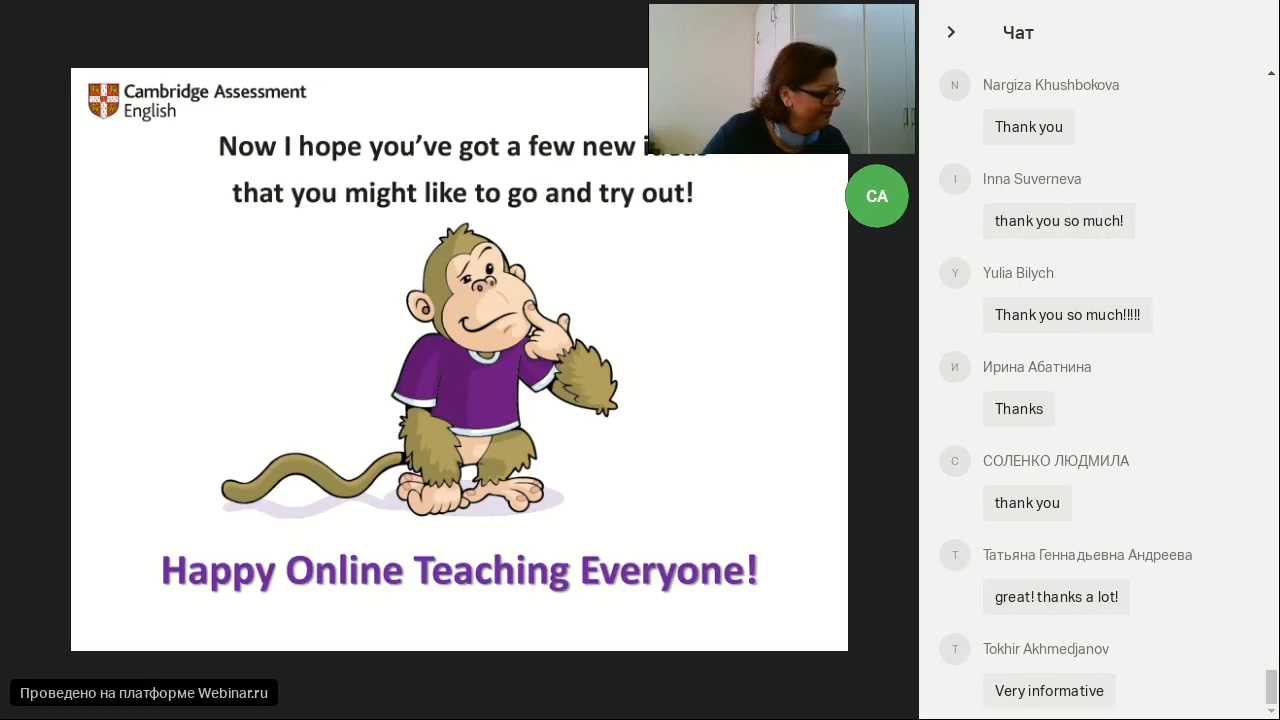 Cambridge Assessment
English
Now I hope you've got a few new
that you might like to go and try out!
Happy Online Teaching Everyone!
Проведено на платформе Webinar.ru
CA
Чат
N
Nargiza Khushbokova
Thank you
I
Inna Suverneva
thank you so much!
Y
Yulia Bilych
Thank you so much!!!!!
И
Ирина Абатнина
Thanks
С
СОЛЕНКО ЛЮДМИЛА
thank you
Т
Татьяна Геннадьевна Андреева
great! thanks a lot!
T
Tokhir Akhmedjanov
Very informative